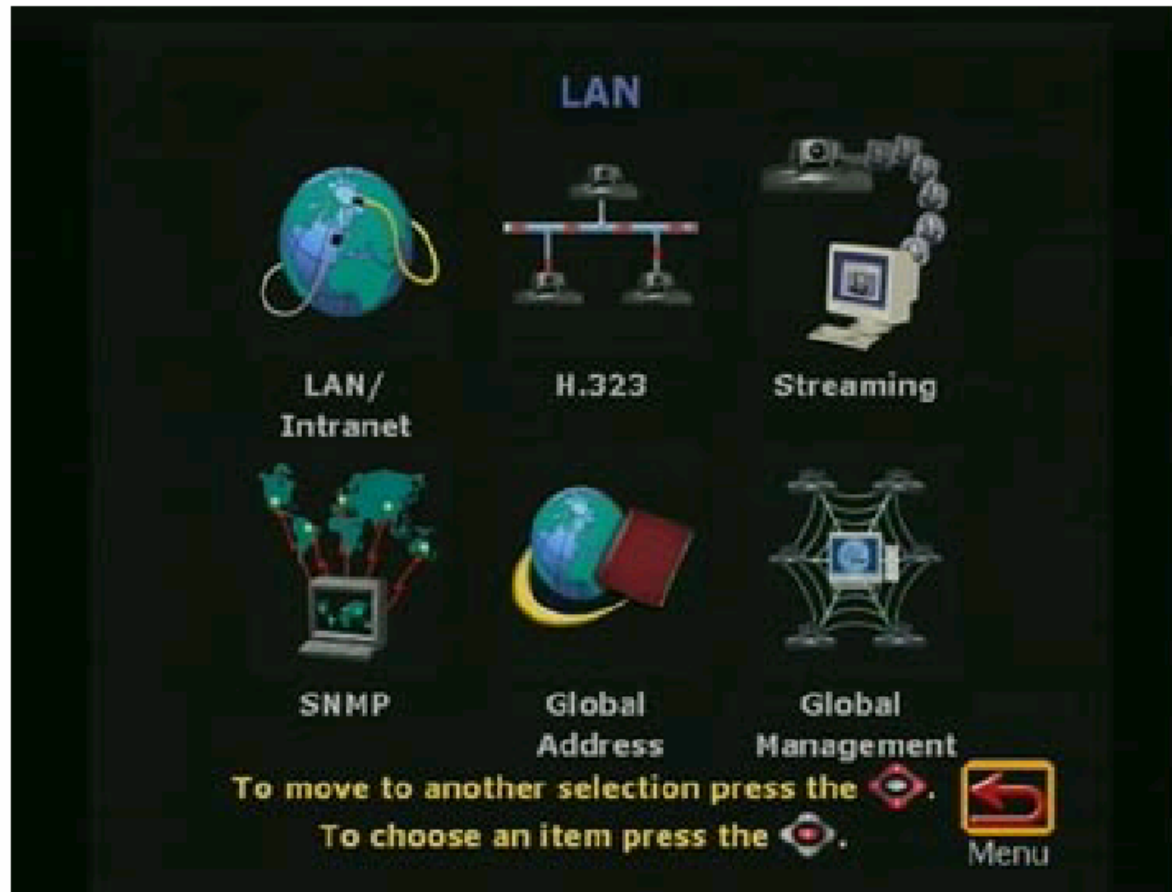 LAN
LAN/
Intranet
H.323
Streaming
SNMP
Global
Address
Global
Management
To move to another selection press the .
To choose an item press the .
Menu